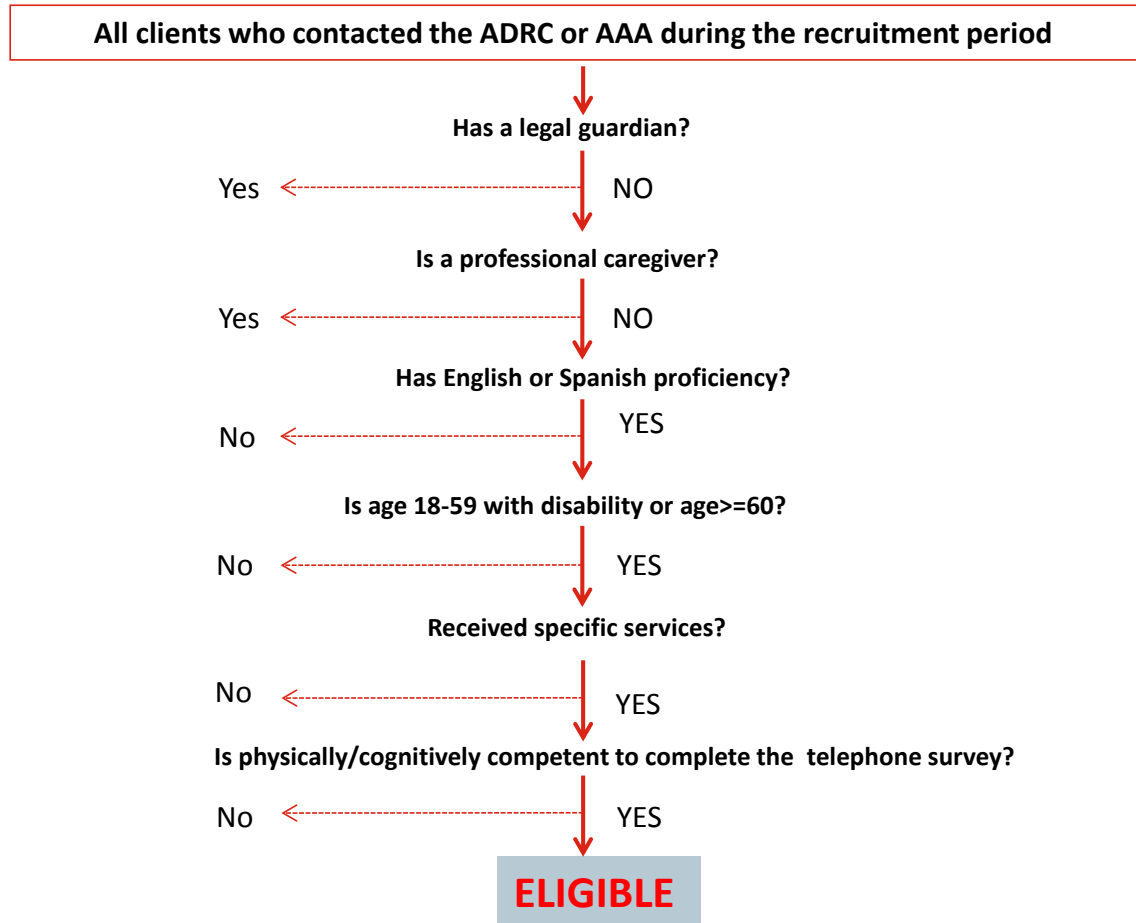 All clients who contacted the ADRC or AAA during the recruitment period
Has a legal guardian?
Yes
NO
Is a professional caregiver?
Yes
NO
Has English or Spanish proficiency?
YES
No
Is age 18-59 with disability or age>=60?
No
YES
Received specific services?
No
YES
Is physically/cognitively competent to complete the  telephone survey?
No
YES
ELIGIBLE